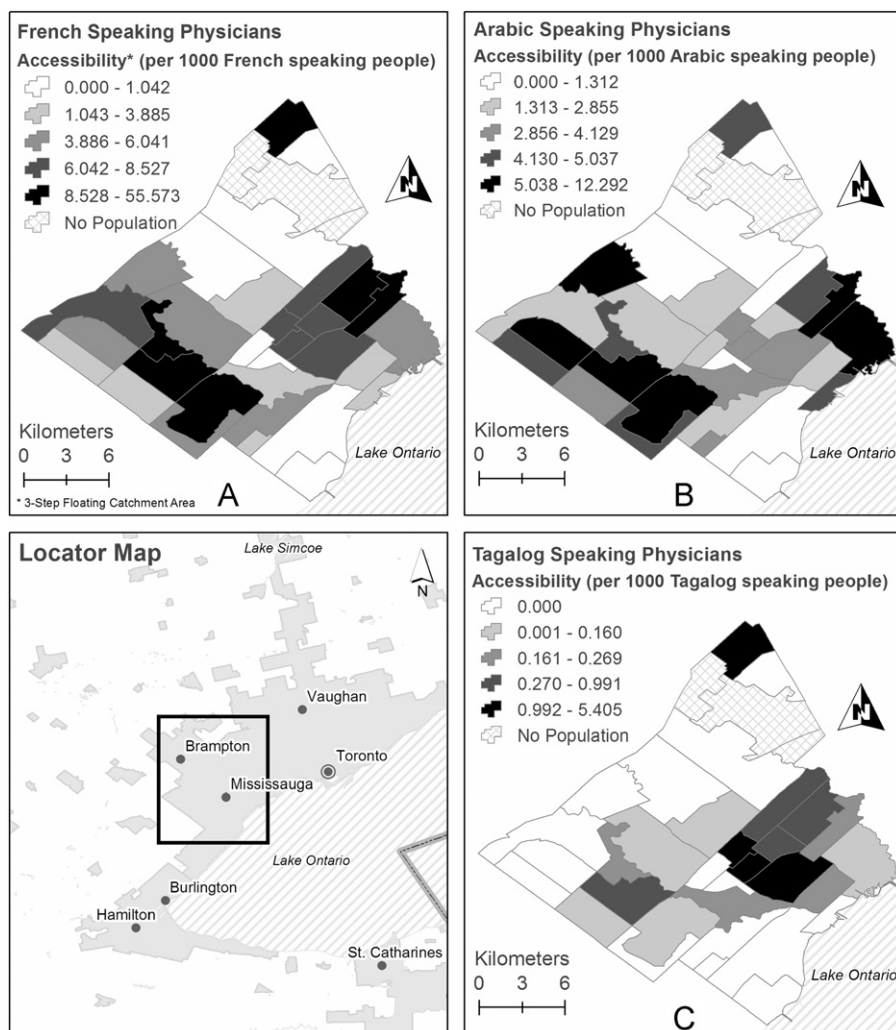 French Speaking Physicians
Accessibility* (per 1000 French speaking people)
0.000 - 1.042
1.043 - 3.885
3.886 - 6.041
6.042 - 8.527
8.528 - 55.573
No Population
N
Kilometers
0 3 6
* 3-Step Floating Catchment Area
A
Lake Ontario
Arabic Speaking Physicians
Accessibility (per 1000 Arabic speaking people)
0.000 - 1.312
1.313 - 2.855
2.856 - 4.129
4.130 - 5.037
5.038 - 12.292
No Population
N
Kilometers
0 3 6
B
Lake Ontario
Locator Map
Lake Simcoe
N
Vaughan
Brampton
Toronto
Mississauga
Lake Ontario
Burlington
Hamilton
St. Catharines
Tagalog Speaking Physicians
Accessibility (per 1000 Tagalog speaking people)
0.000
0.001 - 0.160
0.161 - 0.269
0.270 - 0.991
0.992 - 5.405
No Population
N
Kilometers
0 3 6
C
Lake Ontario